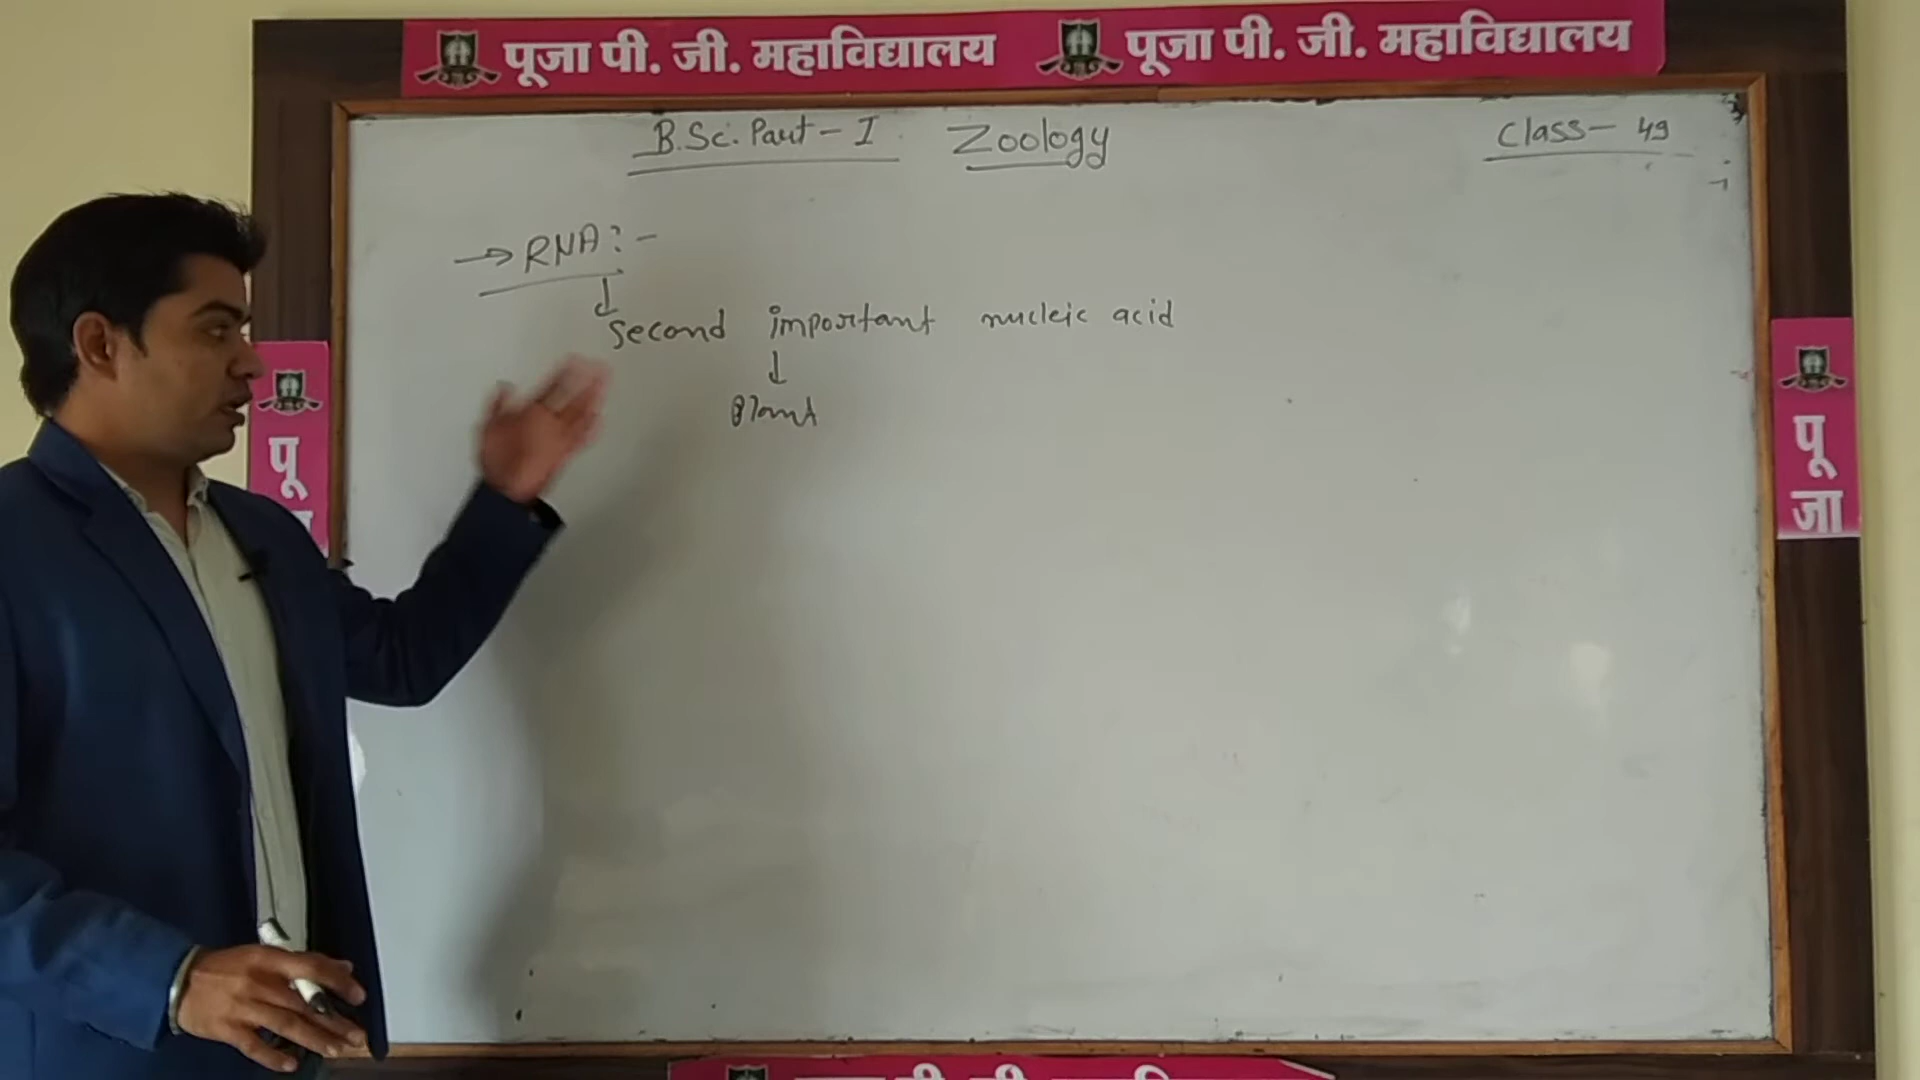 पूजा पी. जी. महाविद्यालय पूजा पी. जी. महाविद्यालय
B.Sc. Part - I Zoology Class - 49
→ RNA :-
↓
Second important nucleic acid
↓
Plant
पू
पू
जा